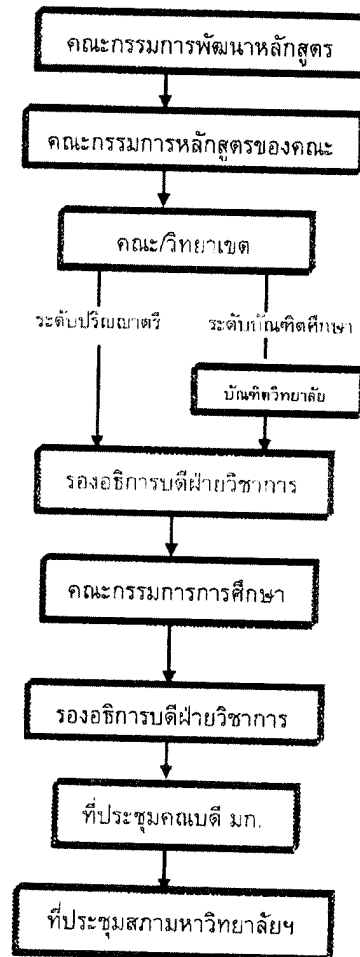 คณะกรรมการพัฒนาหลักสูตร
คณะกรรมการหลักสูตรของคณะ
คณะ/วิทยาเขต
ระดับปริญญาตรี
ระดับบัณฑิตศึกษา
บัณฑิตวิทยาลัย
รองอธิการบดีฝ่ายวิชาการ
คณะกรรมการการศึกษา
รองอธิการบดีฝ่ายวิชาการ
ที่ประชุมคณบดี มก.
ที่ประชุมสภามหาวิทยาลัยฯ